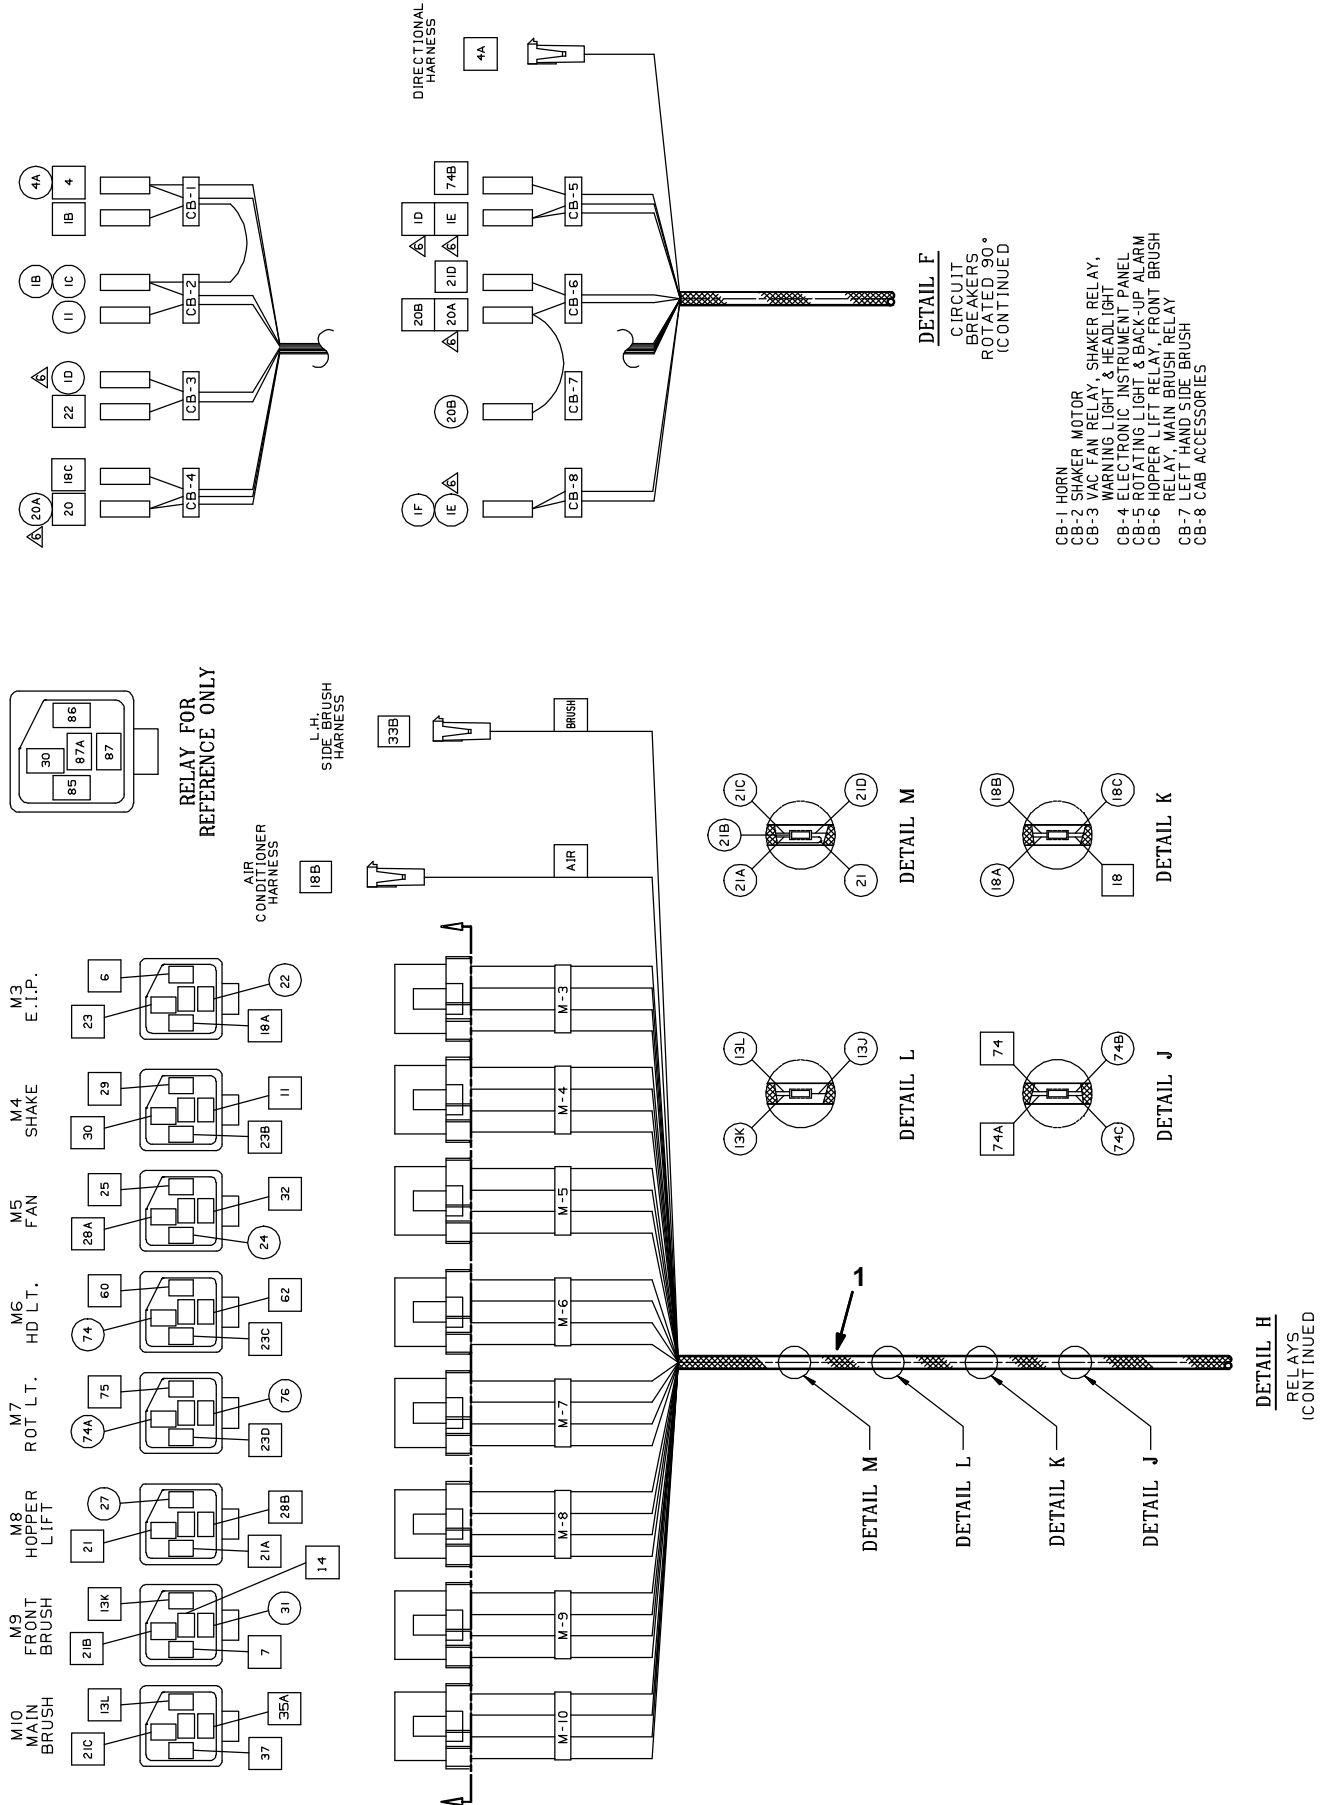 M10
MAIN
BRUSH
21C
13L
37
35A
M9
FRONT
BRUSH
21B
13K
7
31
14
M8
HOPPER
LIFT
21
27
21A
28B
M7
ROT LT.
74A
75
23D
76
M6
HD LT.
74
60
23C
62
M5
FAN
28A
25
24
32
M4
SHAKE
30
29
23B
11
M3
E.I.P.
23
6
18A
22
M-10
M-9
M-8
M-7
M-6
M-5
M-4
M-3
AIR
CONDITIONER
HARNESS
18B
AIR
L.H.
SIDE BRUSH
HARNESS
33B
BRUSH
85
30
87A
87
86
RELAY FOR
REFERENCE ONLY
1
DETAIL M
DETAIL L
DETAIL K
DETAIL J
DETAIL H
RELAYS
(CONTINUED
13K
13L
13J
DETAIL L
74A
74
74C
74B
DETAIL J
21A
21B
21C
21
21D
DETAIL M
18A
18B
18
18C
DETAIL K
6
20A
20
18C
CB-4
6
22
1D
CB-3
11
1B
1C
CB-2
1B
4A
4
CB-1
1F
1E
6
CB-8
20B
CB-7
20B
20A
6
21D
CB-6
6
6
1D
1E
74B
CB-5
DIRECTIONAL
HARNESS
4A
DETAIL F
CIRCUIT
BREAKERS
ROTATED 90°
(CONTINUED
CB-1 HORN
CB-2 SHAKER MOTOR
CB-3 VAC FAN RELAY, SHAKER RELAY,
WARNING LIGHT & HEADLIGHT
CB-4 ELECTRONIC INSTRUMENT PANEL
CB-5 ROTATING LIGHT & BACK-UP ALARM
CB-6 HOPPER LIFT RELAY, FRONT BRUSH
RELAY, MAIN BRUSH RELAY
CB-7 LEFT HAND SIDE BRUSH
CB-8 CAB ACCESSORIES